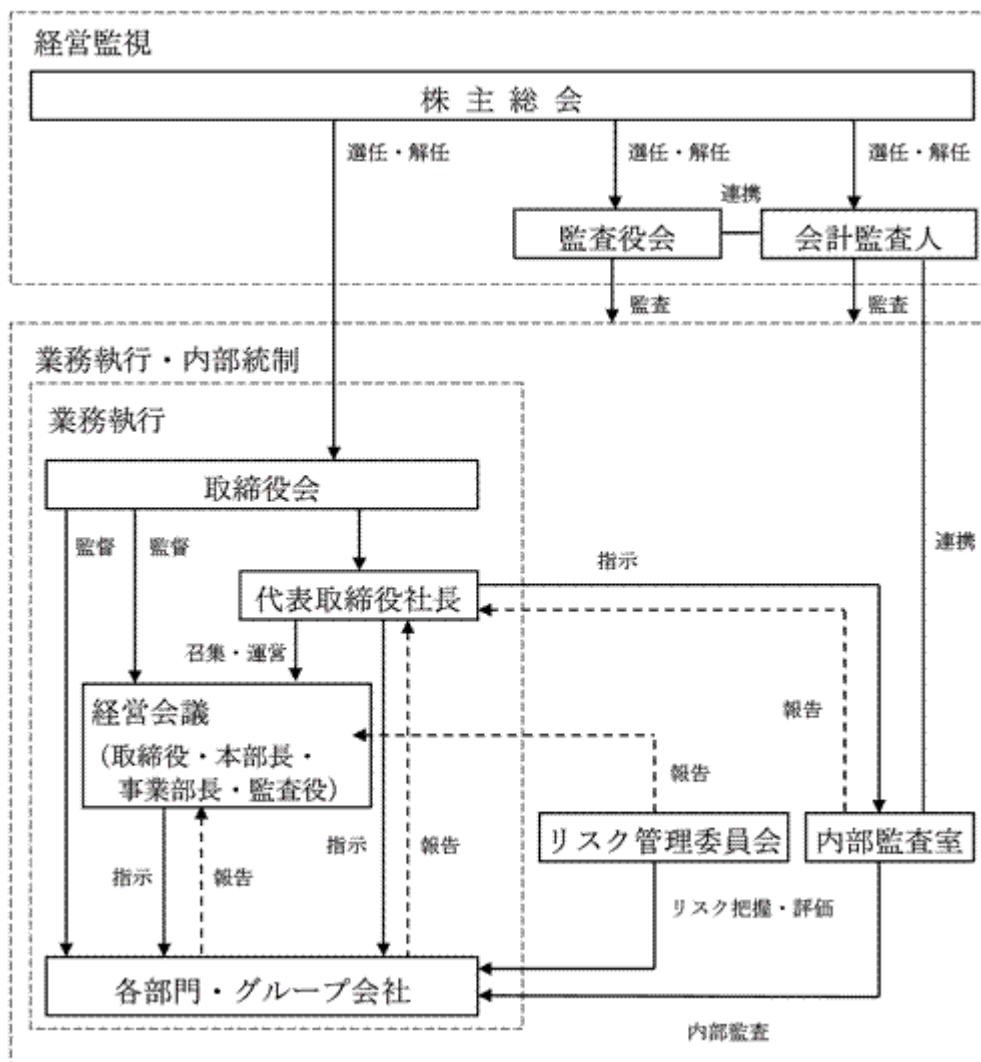 経営監視
株主総会
選任・解任
選任・解任
選任・解任
連携
監査役会
会計監査人
監査
監査
業務執行・内部統制
業務執行
取締役会
監督
監督
連携
指示
代表取締役社長
召集・運営
経営会議
(取締役・本部長・
事業部長・監査役)
報告
報告
リスク管理委員会
内部監査室
指示
報告
指示
報告
リスク把握・評価
各部門・グループ会社
内部監査